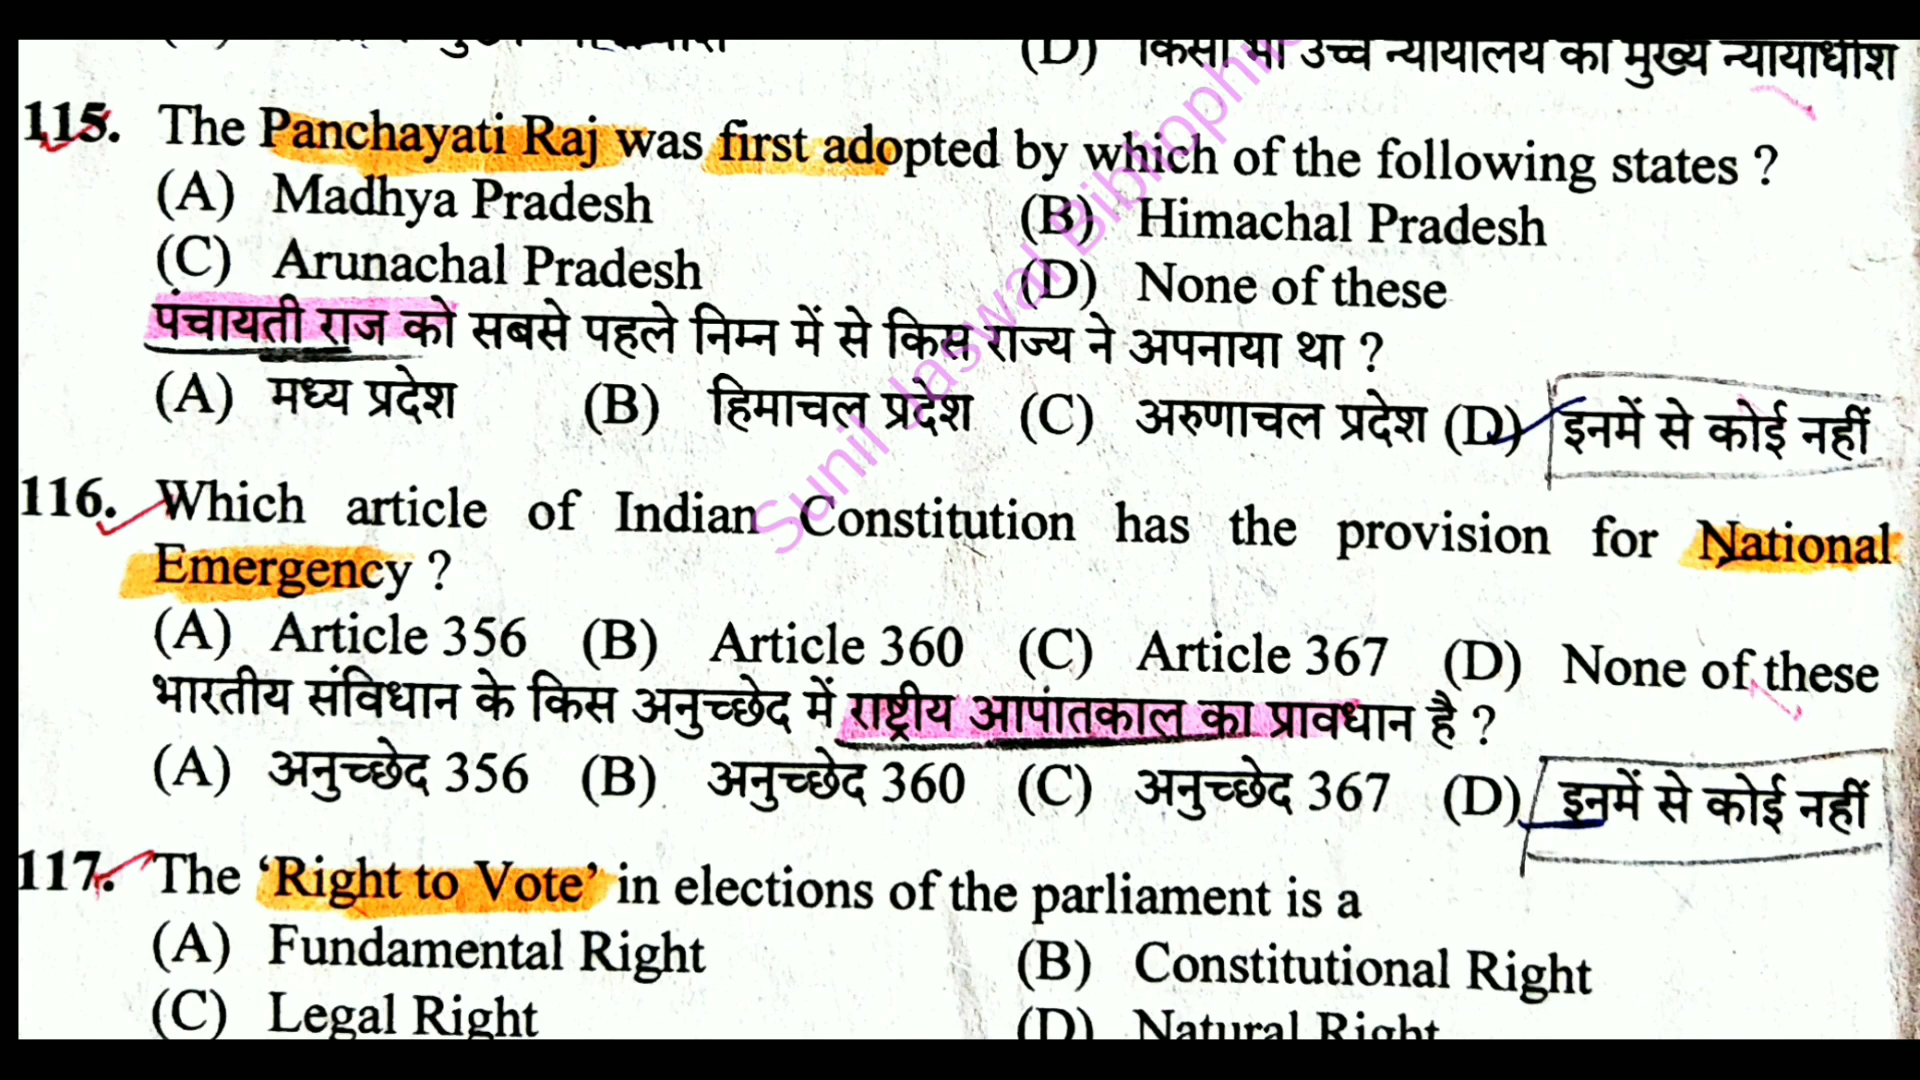 (D) किसी भी उच्च न्यायालय का मुख्य न्यायाधीश
115. The Panchayati Raj was first adopted by which of the following states ?
(A) Madhya Pradesh (B) Himachal Pradesh
(C) Arunachal Pradesh (D) None of these
पंचायती राज को सबसे पहले निम्न में से किस राज्य ने अपनाया था ?
(A) मध्य प्रदेश (B) हिमाचल प्रदेश (C) अरुणाचल प्रदेश (D) इनमें से कोई नहीं
116. Which article of Indian Constitution has the provision for National
Emergency ?
(A) Article 356 (B) Article 360 (C) Article 367 (D) None of these
भारतीय संविधान के किस अनुच्छेद में राष्ट्रीय आपातकाल का प्रावधान है ?
(A) अनुच्छेद 356 (B) अनुच्छेद 360 (C) अनुच्छेद 367 (D) इनमें से कोई नहीं
117. The ‘Right to Vote’ in elections of the parliament is a
(A) Fundamental Right (B) Constitutional Right
(C) Legal Right (D) Natural Right
Sunil Jaswal